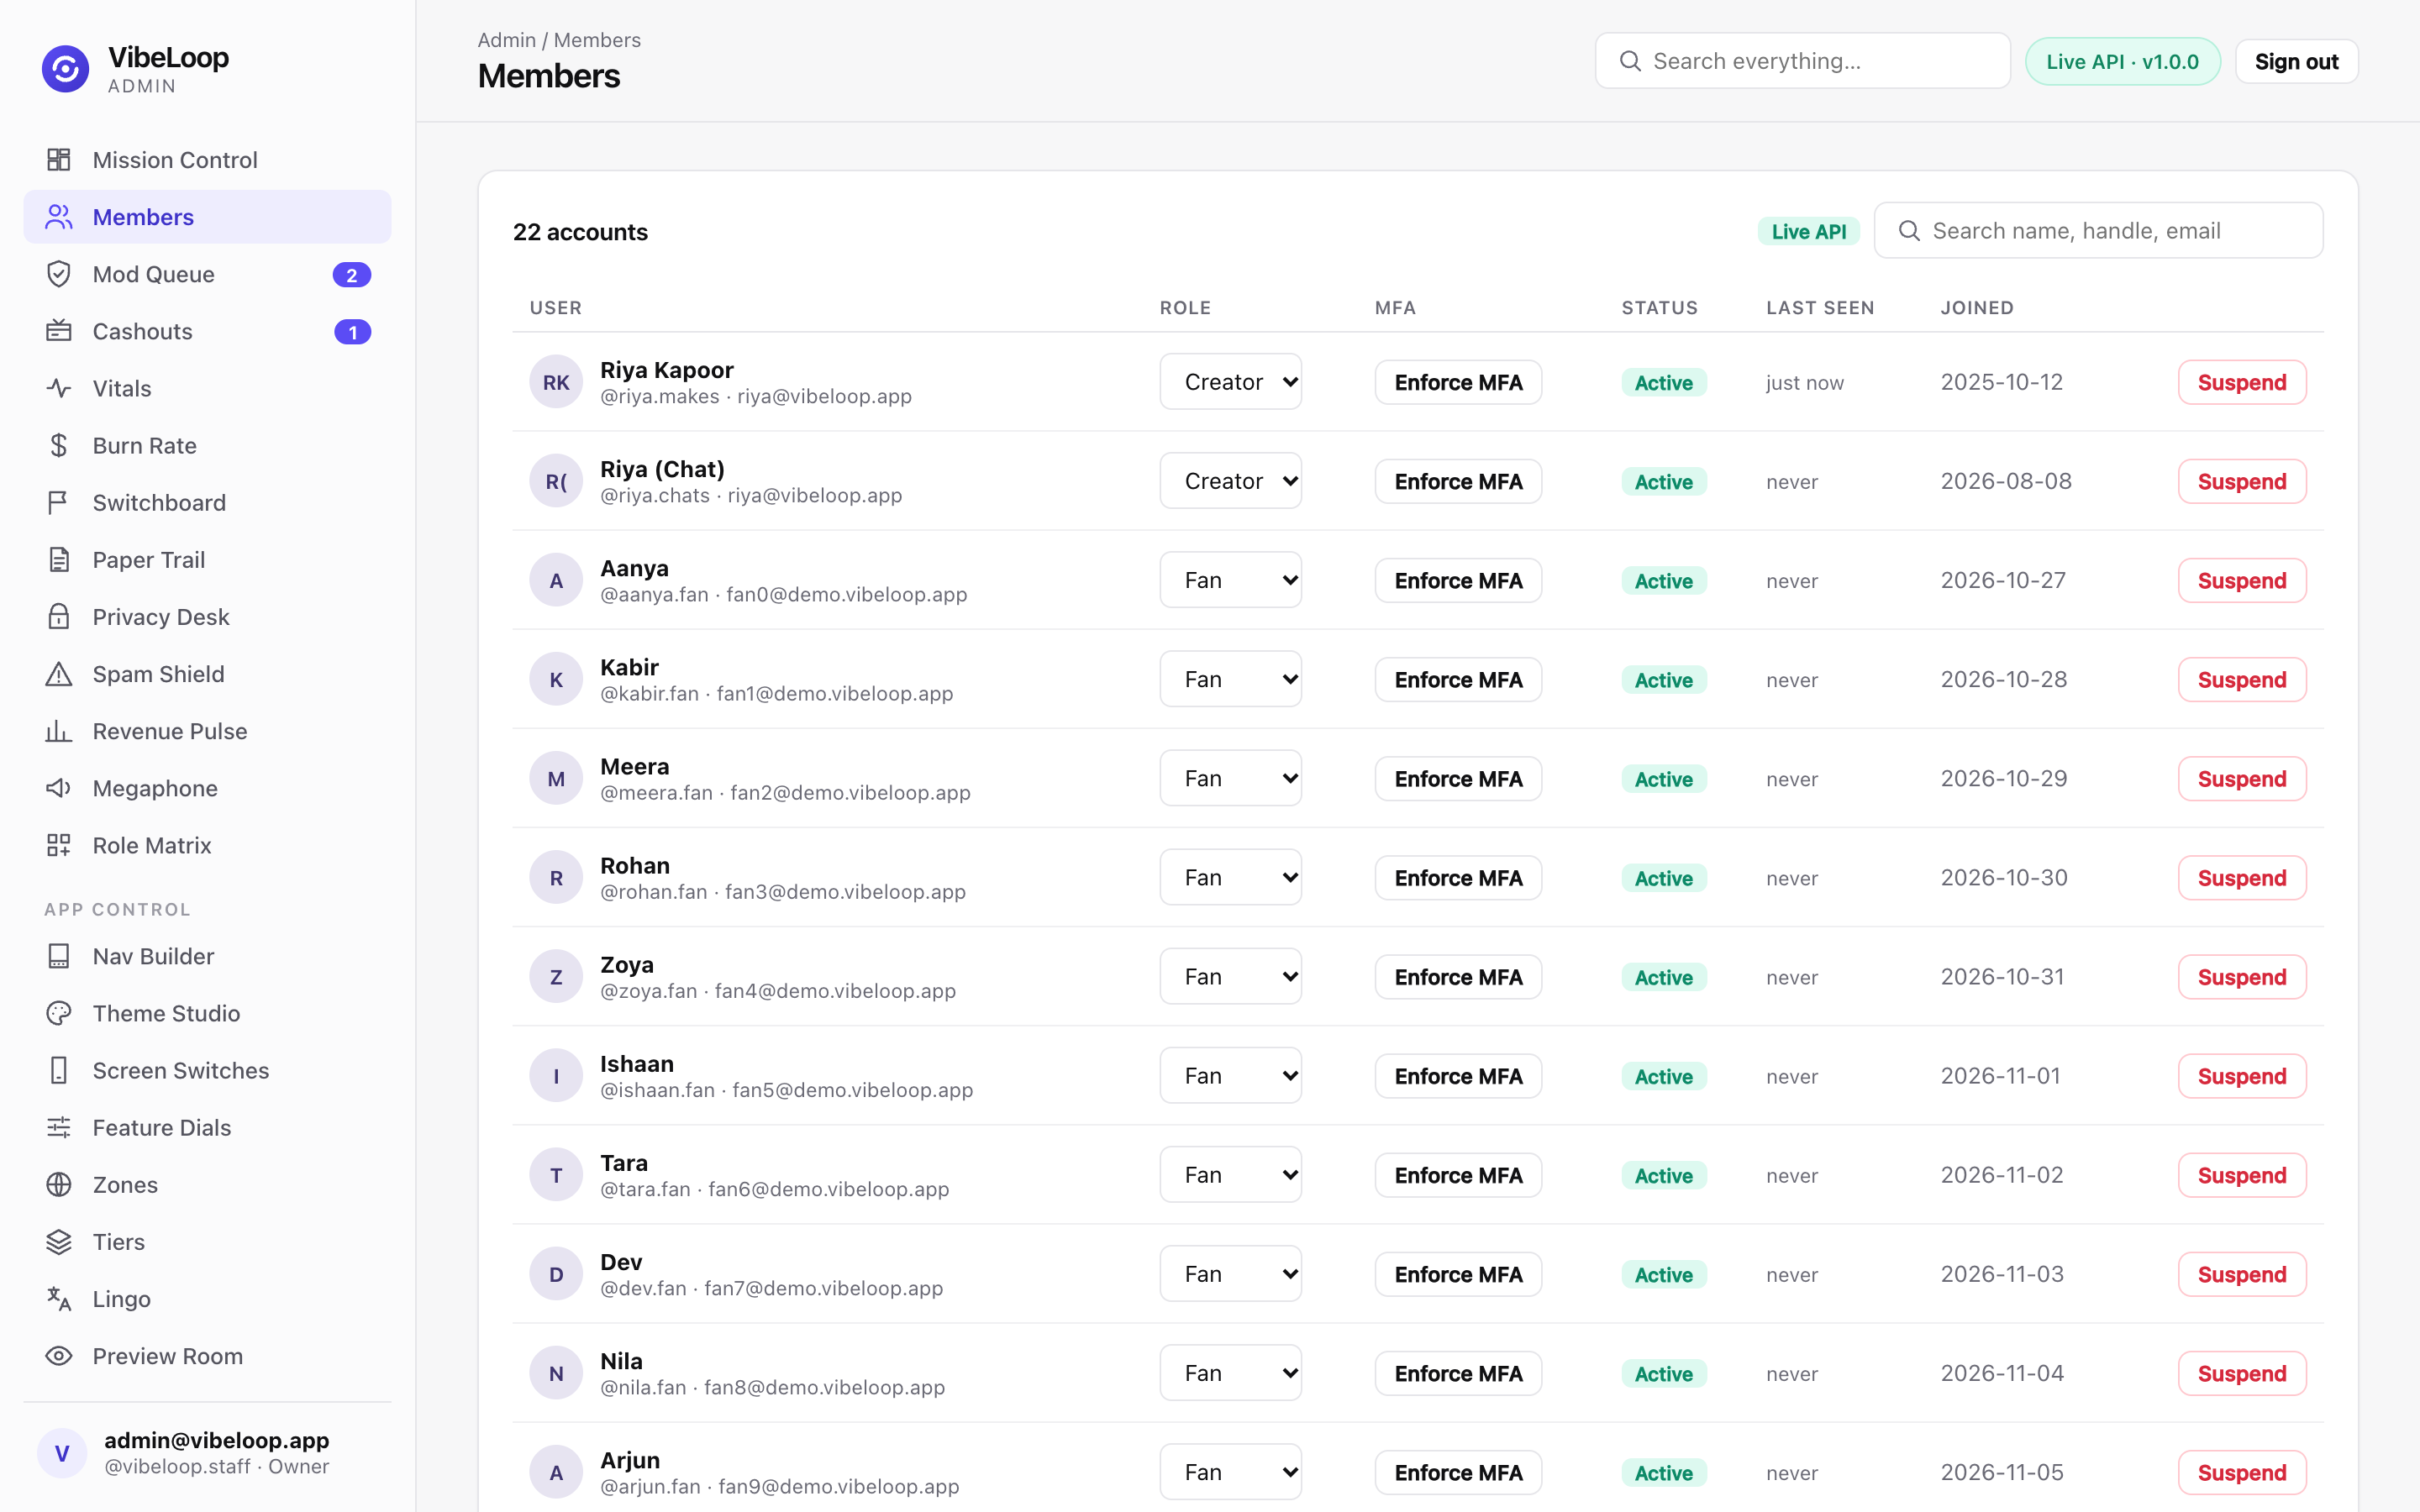 VibeLoop
ADMIN
Mission Control
Members
Mod Queue 2
Cashouts 1
Vitals
Burn Rate
Switchboard
Paper Trail
Privacy Desk
Spam Shield
Revenue Pulse
Megaphone
Role Matrix
APP CONTROL
Nav Builder
Theme Studio
Screen Switches
Feature Dials
Zones
Tiers
Lingo
Preview Room
V
admin@vibeloop.app
@vibeloop.staff · Owner
Admin / Members
Members
Search everything...
Live API · v1.0.0
Sign out
22 accounts
Live API
Search name, handle, email
USER ROLE MFA STATUS LAST SEEN JOINED
RK Riya Kapoor Creator Enforce MFA Active just now 2025-10-12 Suspend
@riya.makes · riya@vibeloop.app
R( Riya (Chat) Creator Enforce MFA Active never 2026-08-08 Suspend
@riya.chats · riya@vibeloop.app
A Aanya Fan Enforce MFA Active never 2026-10-27 Suspend
@aanya.fan · fan0@demo.vibeloop.app
K Kabir Fan Enforce MFA Active never 2026-10-28 Suspend
@kabir.fan · fan1@demo.vibeloop.app
M Meera Fan Enforce MFA Active never 2026-10-29 Suspend
@meera.fan · fan2@demo.vibeloop.app
R Rohan Fan Enforce MFA Active never 2026-10-30 Suspend
@rohan.fan · fan3@demo.vibeloop.app
Z Zoya Fan Enforce MFA Active never 2026-10-31 Suspend
@zoya.fan · fan4@demo.vibeloop.app
I Ishaan Fan Enforce MFA Active never 2026-11-01 Suspend
@ishaan.fan · fan5@demo.vibeloop.app
T Tara Fan Enforce MFA Active never 2026-11-02 Suspend
@tara.fan · fan6@demo.vibeloop.app
D Dev Fan Enforce MFA Active never 2026-11-03 Suspend
@dev.fan · fan7@demo.vibeloop.app
N Nila Fan Enforce MFA Active never 2026-11-04 Suspend
@nila.fan · fan8@demo.vibeloop.app
A Arjun Fan Enforce MFA Active never 2026-11-05 Suspend
@arjun.fan · fan9@demo.vibeloop.app